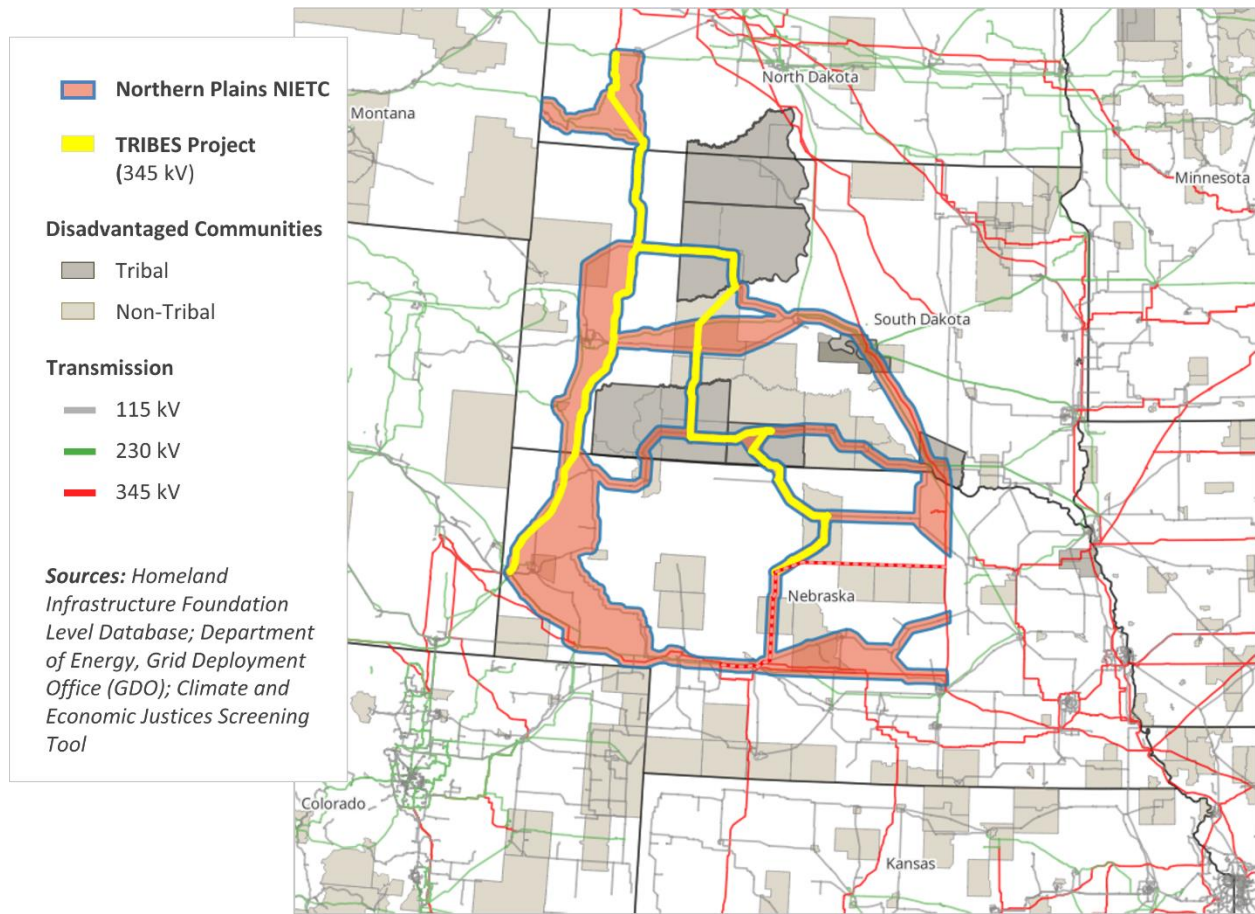 Northern Plains NIETC
TRIBES Project
(345 kV)
Disadvantaged Communities
Tribal
Non-Tribal
Transmission
115 kV
230 kV
345 kV
Sources: Homeland
Infrastructure Foundation
Level Database; Department
of Energy, Grid Deployment
Office (GDO); Climate and
Economic Justices Screening
Tool
North Dakota
Montana
Minnesota
South Dakota
Nebraska
Colorado
Kansas